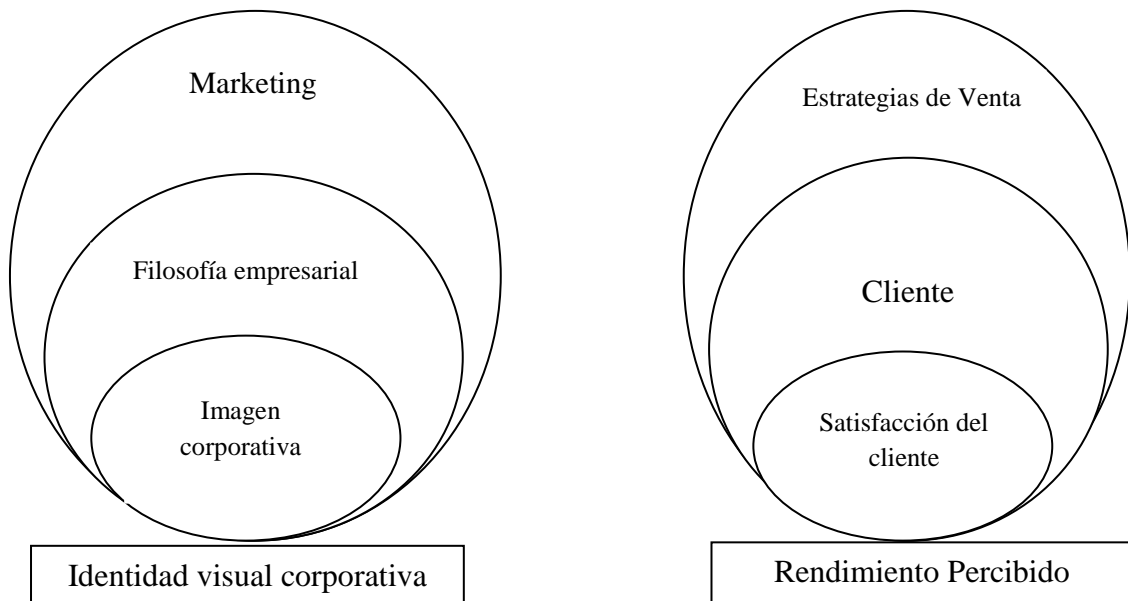 Marketing
Filosofía empresarial
Imagen
corporativa
Identidad visual corporativa
Estrategias de Venta
Cliente
Satisfacción del
cliente
Rendimiento Percibido